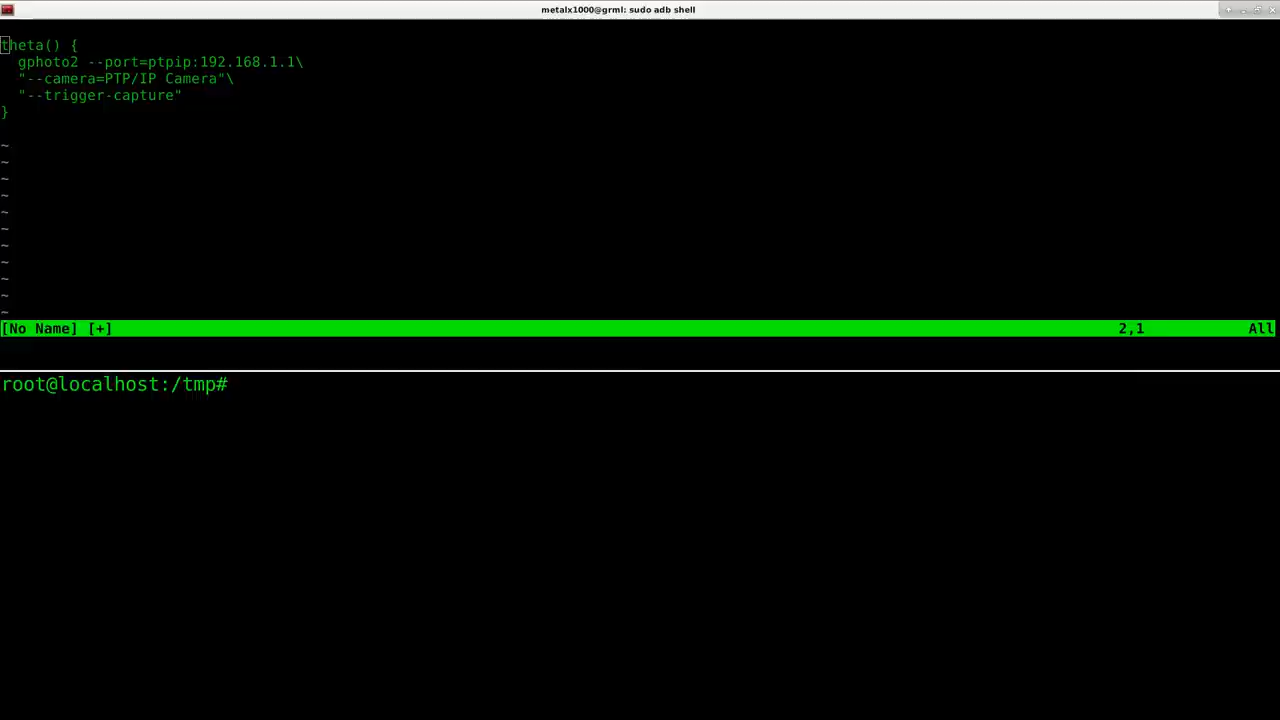 metalx1000@grml: sudo adb shell
theta() {
  gphoto2 --port=ptpip:192.168.1.1\
  "--camera=PTP/IP Camera"\
  "--trigger-capture"
}
~
~
~
~
~
~
~
~
~
~
~
[No Name] [+] 2,1 All
root@localhost:/tmp#